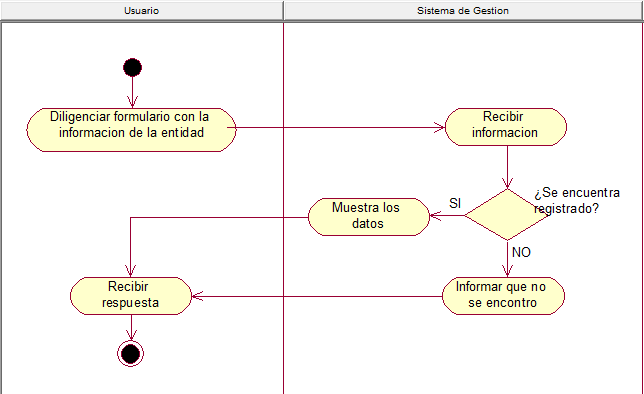 Usuario
Sistema de Gestion
Diligenciar formulario con la
informacion de la entidad
Recibir
informacion
¿Se encuentra
registrado?
SI
Muestra los
datos
NO
Recibir
respuesta
Informar que no
se encontro